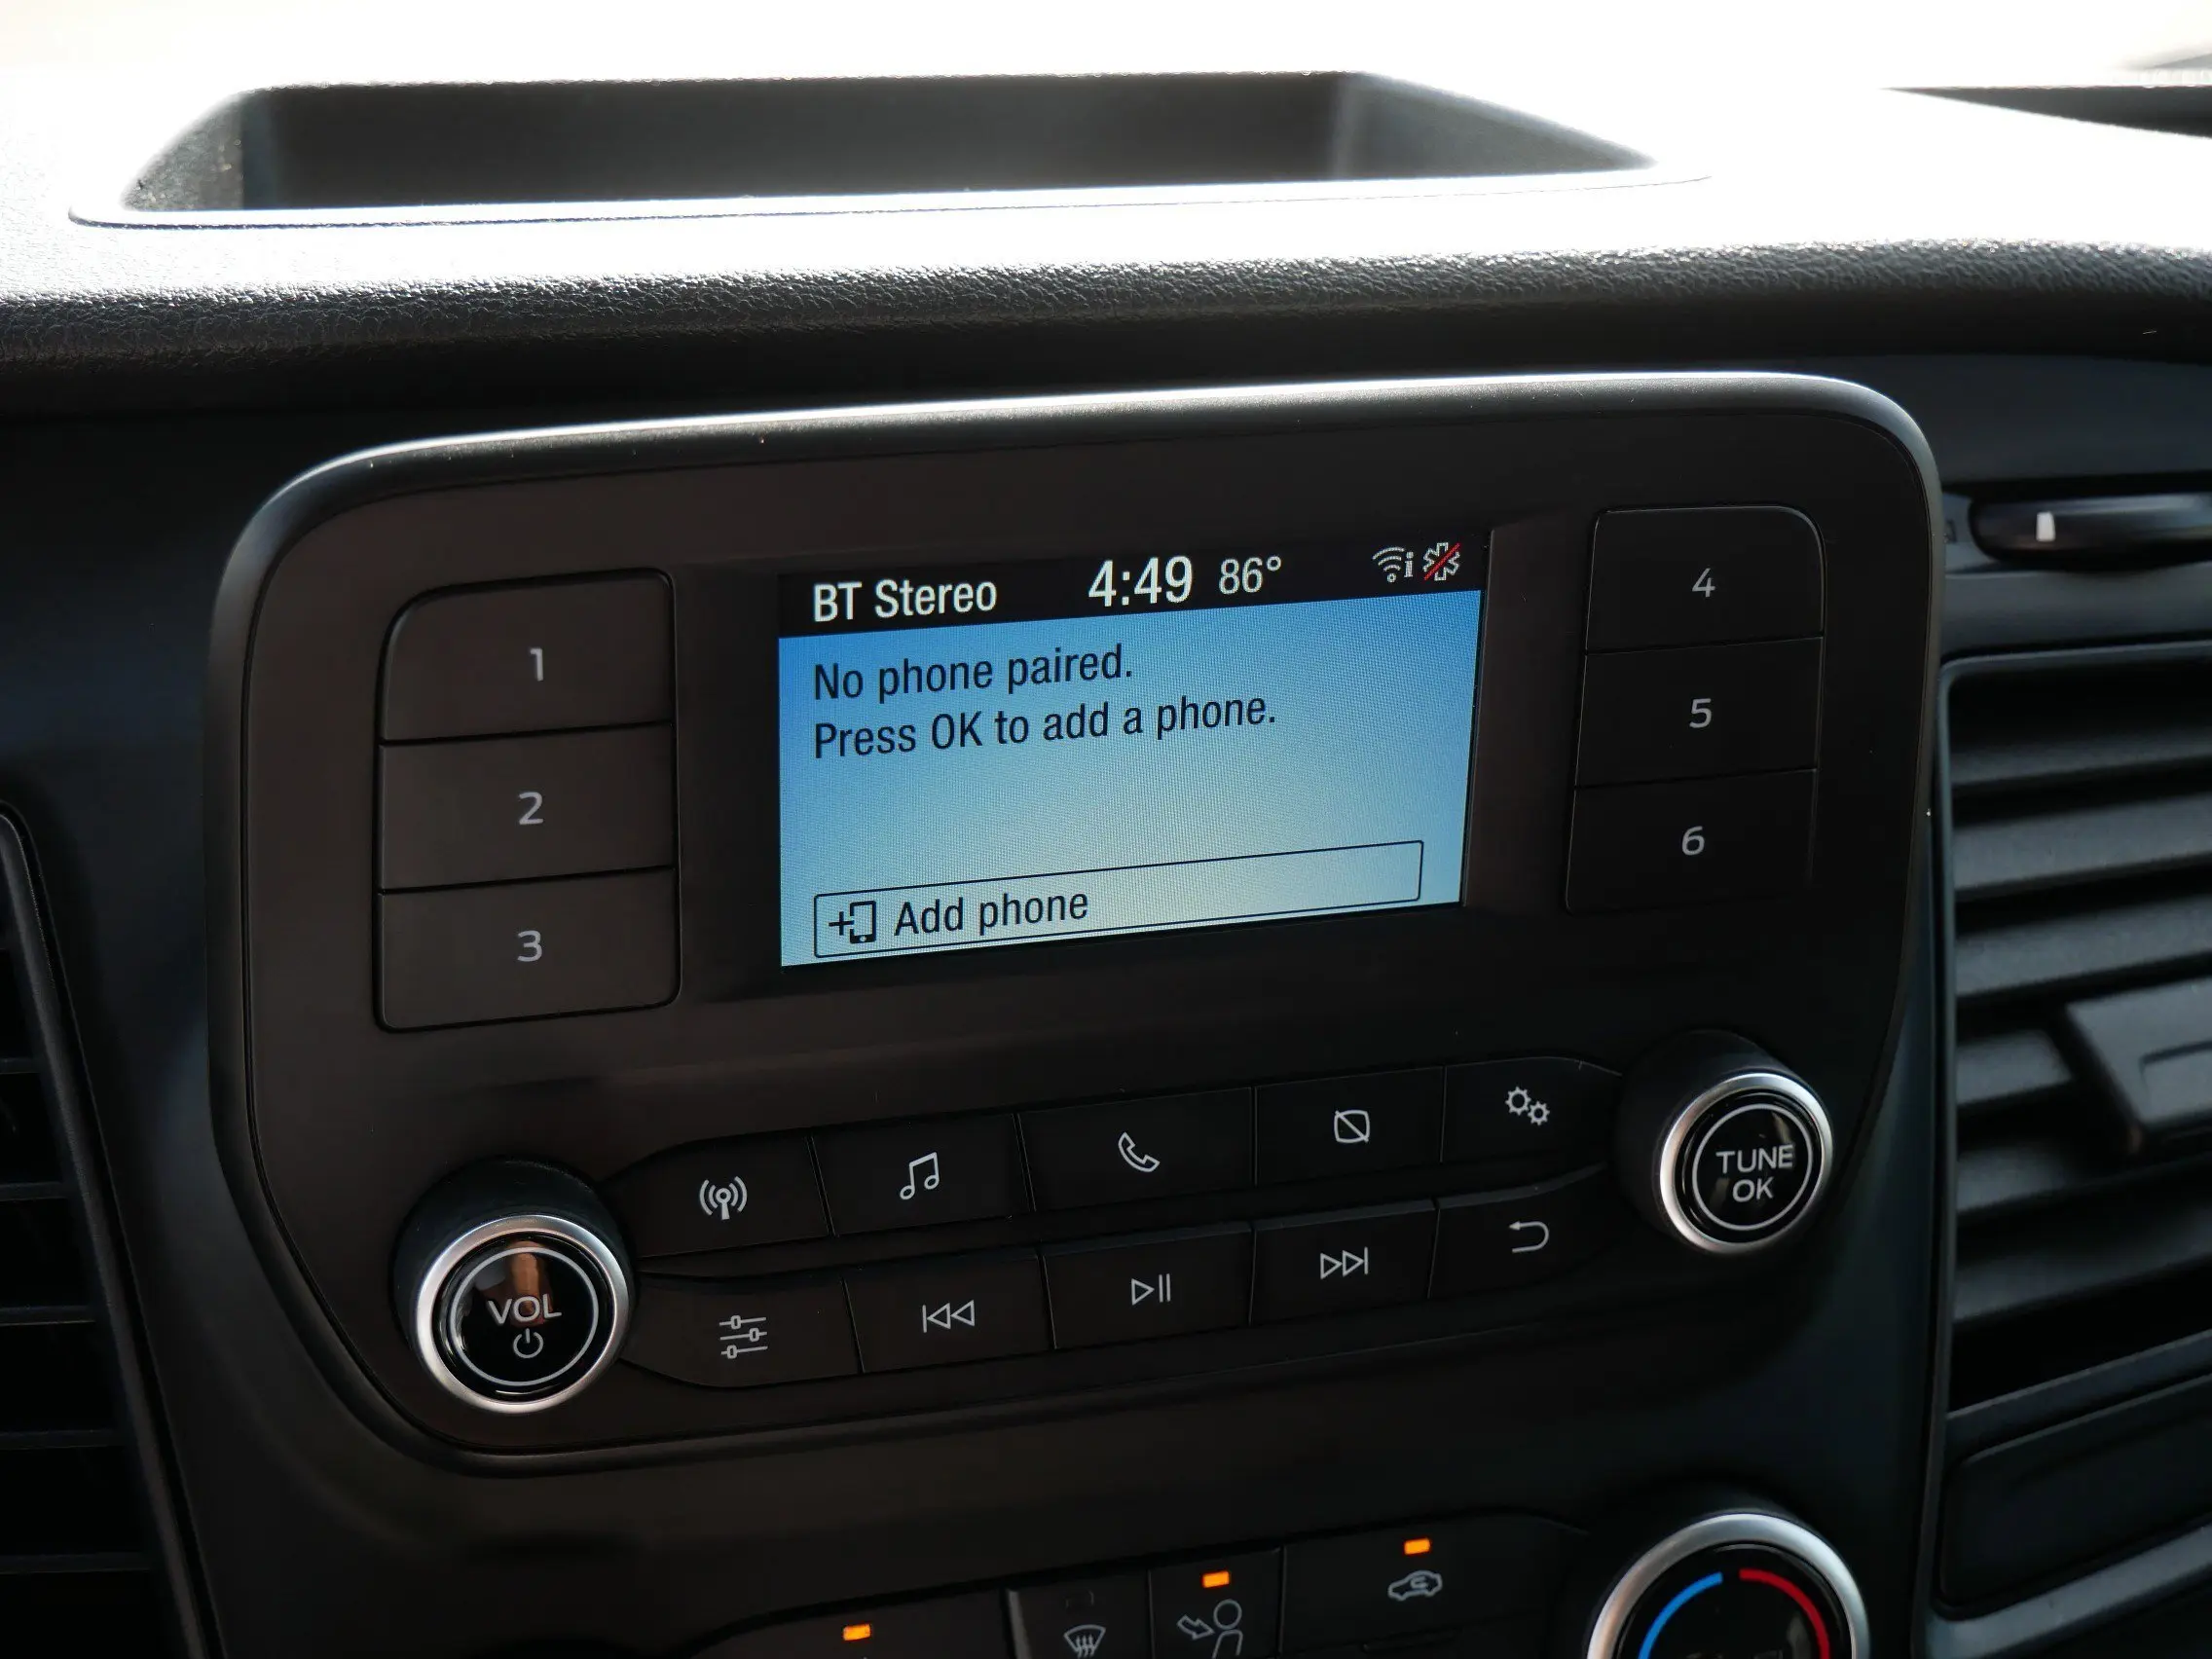 BT Stereo 4:49 86°
No phone paired.
Press OK to add a phone.
Add phone
1
2
3
4
5
6
VOL
TUNE
OK